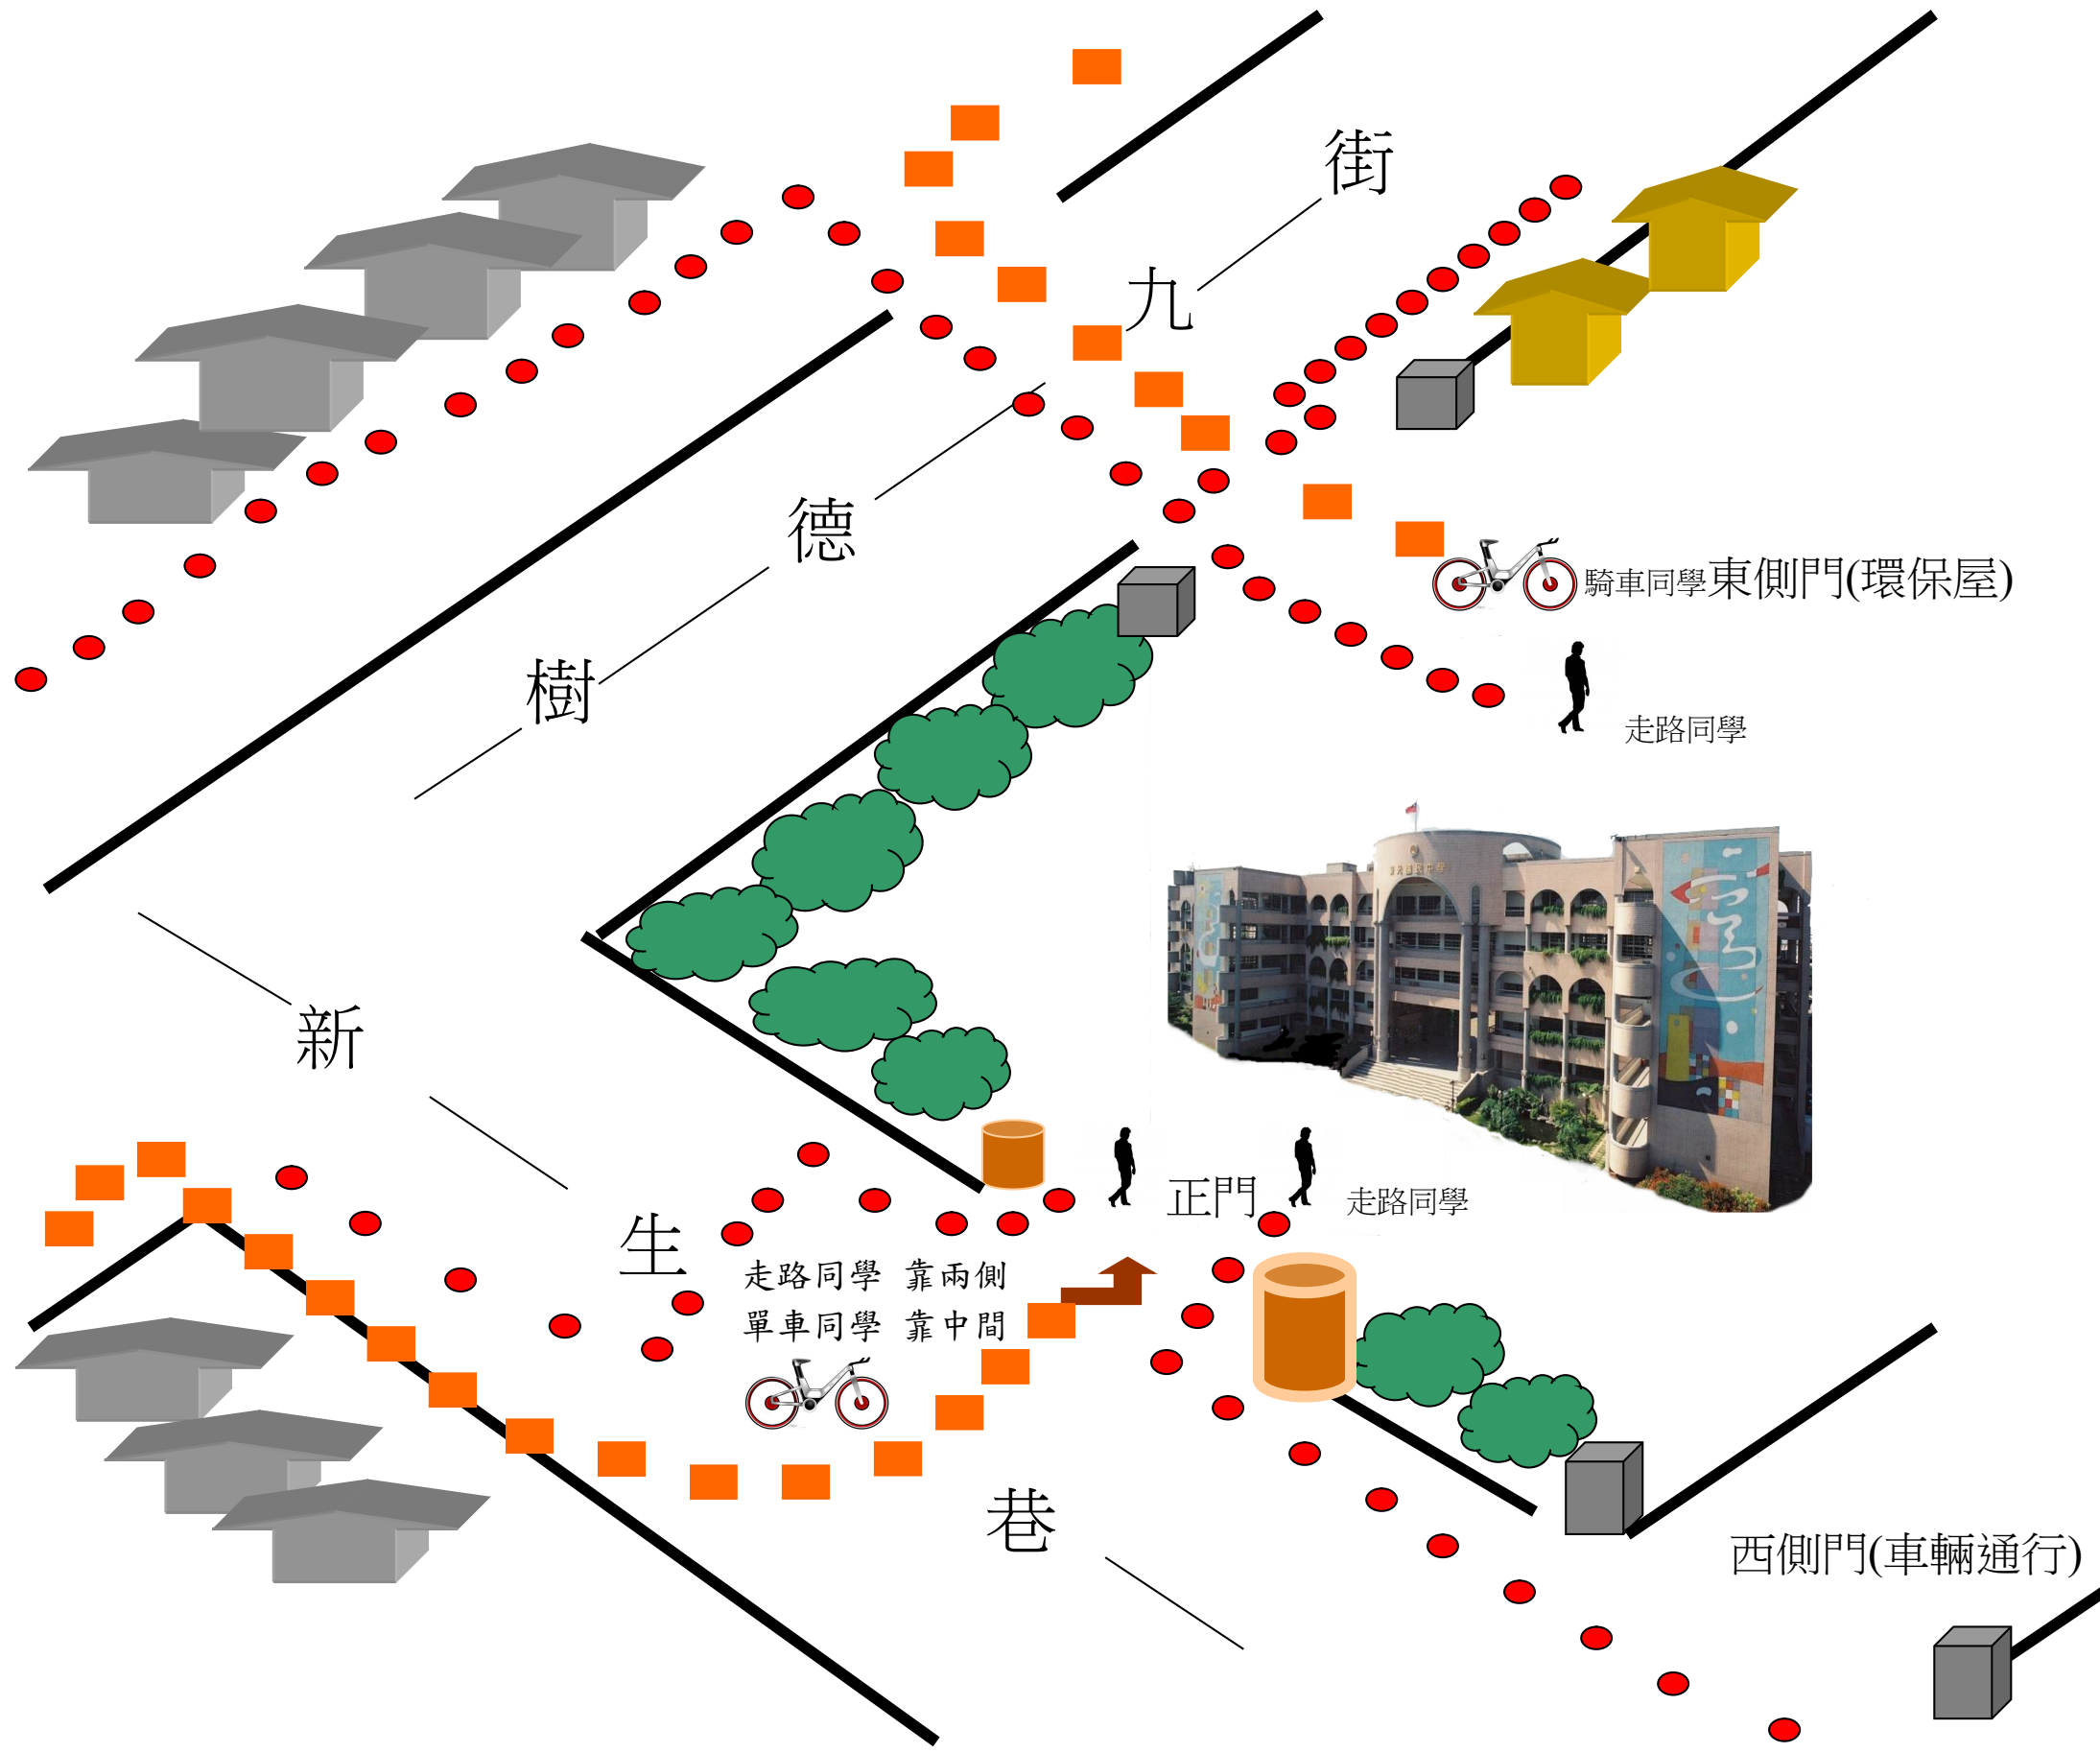 街
九
德
樹
騎車同學東側門(環保屋)
走路同學
新
生
巷
正門
走路同學
走路同學 靠兩側
單車同學 靠中間
西側門(車輛通行)